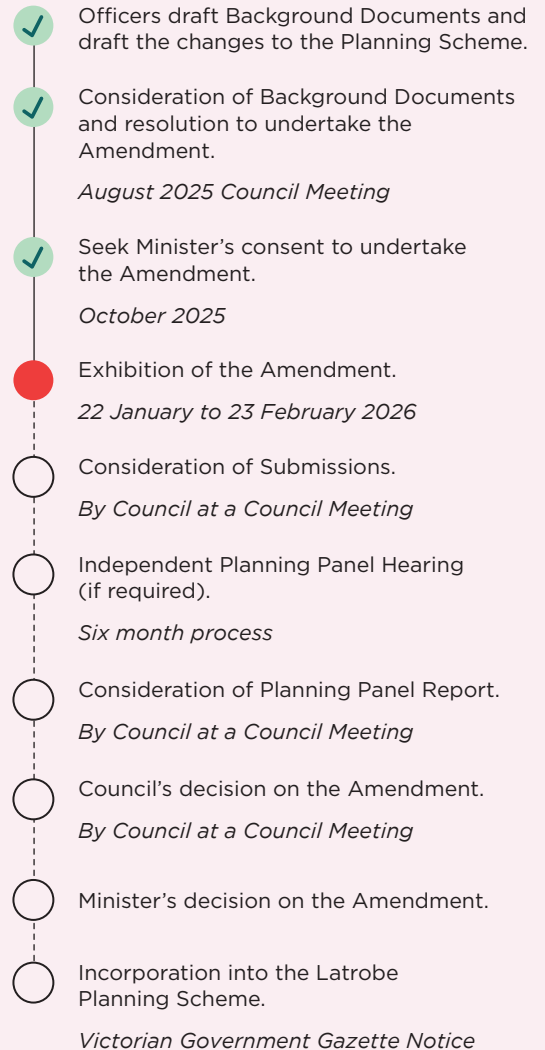 Officers draft Background Documents and
draft the changes to the Planning Scheme.
Consideration of Background Documents
and resolution to undertake the
Amendment.
August 2025 Council Meeting
Seek Minister’s consent to undertake
the Amendment.
October 2025
Exhibition of the Amendment.
22 January to 23 February 2026
Consideration of Submissions.
By Council at a Council Meeting
Independent Planning Panel Hearing
(if required).
Six month process
Consideration of Planning Panel Report.
By Council at a Council Meeting
Council’s decision on the Amendment.
By Council at a Council Meeting
Minister’s decision on the Amendment.
Incorporation into the Latrobe
Planning Scheme.
Victorian Government Gazette Notice